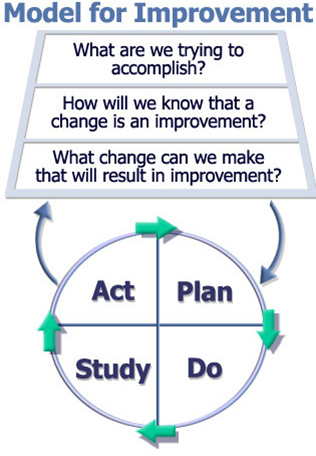 Model for Improvement
What are we trying to
accomplish?
How will we know that a
change is an improvement?
What change can we make
that will result in improvement?
Act
Plan
Study
Do